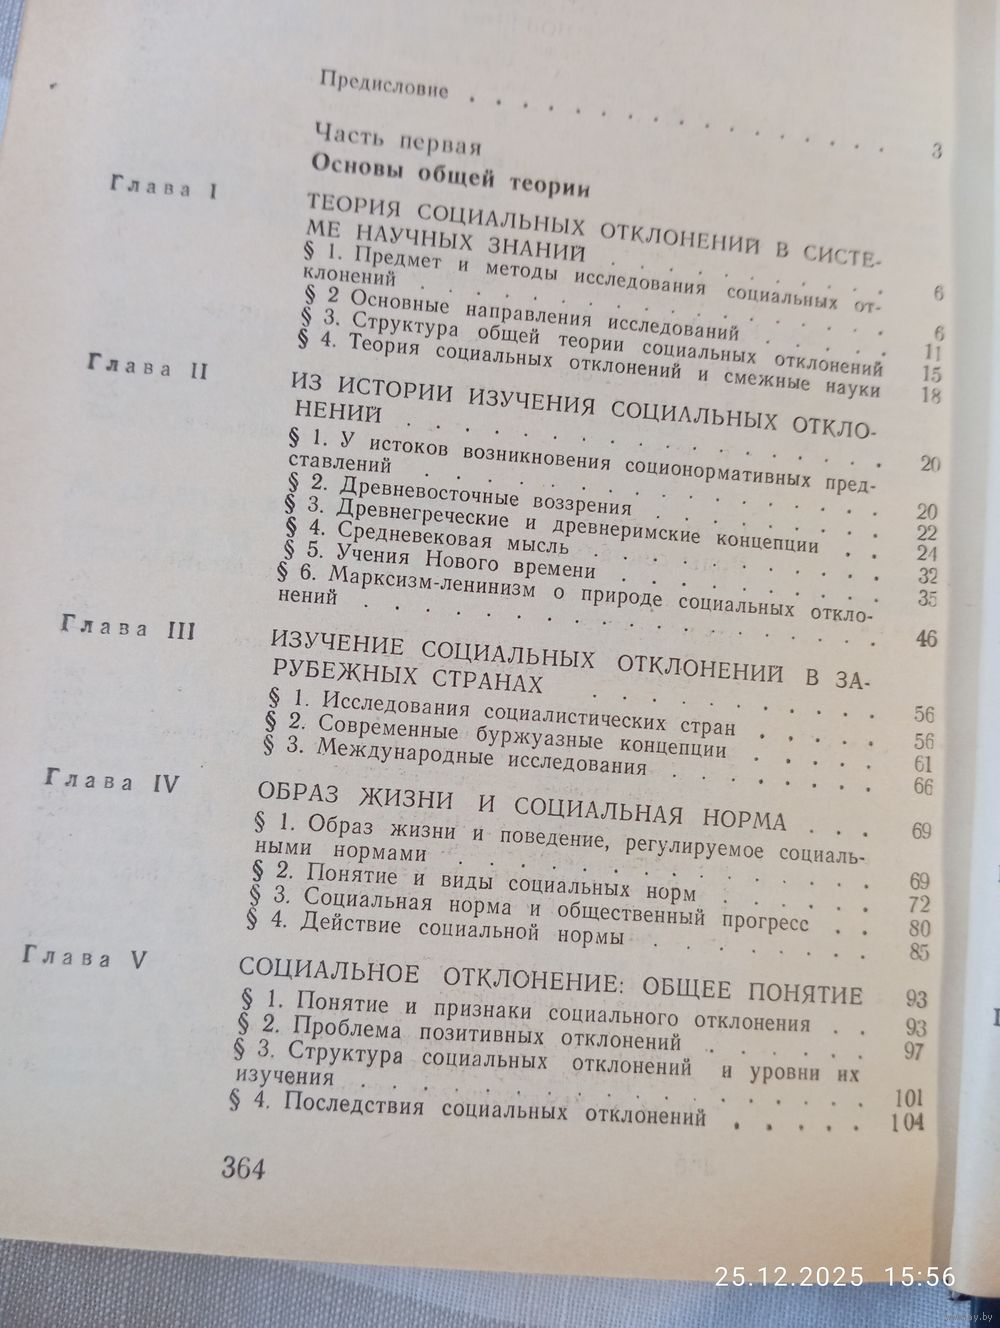 Предисловие . . . . . . . . . . . . . . . . 3
Часть первая
Основы общей теории
Глава I
ТЕОРИЯ СОЦИАЛЬНЫХ ОТКЛОНЕНИЙ В СИСТЕ-
МЕ НАУЧНЫХ ЗНАНИЙ . . . . . . . . . . 6
§ 1. Предмет и методы исследования социальных от-
клонений . . . . . . . . . . . . . . . . . 6
§ 2 Основные направления исследований . . . . . 11
§ 3. Структура общей теории социальных отклонений 15
§ 4. Теория социальных отклонений и смежные науки 18
Глава II
ИЗ ИСТОРИИ ИЗУЧЕНИЯ СОЦИАЛЬНЫХ ОТКЛО-
НЕНИЙ . . . . . . . . . . . . . . . . . 20
§ 1. У истоков возникновения соционормативных пред-
ставлений . . . . . . . . . . . . . . . . 20
§ 2. Древневосточные воззрения . . . . . . . . 22
§ 3. Древнегреческие и древнеримские концепции . . 24
§ 4. Средневековая мысль . . . . . . . . . . . 32
§ 5. Учения Нового времени . . . . . . . . . . 35
§ 6. Марксизм-ленинизм о природе социальных откло-
нений . . . . . . . . . . . . . . . . . . 46
Глава III
ИЗУЧЕНИЕ СОЦИАЛЬНЫХ ОТКЛОНЕНИЙ В ЗА-
РУБЕЖНЫХ СТРАНАХ . . . . . . . . . . 56
§ 1. Исследования социалистических стран . . . . . 56
§ 2. Современные буржуазные концепции . . . . . 61
§ 3. Международные исследования . . . . . . . . 66
Глава IV
ОБРАЗ ЖИЗНИ И СОЦИАЛЬНАЯ НОРМА . . . 69
§ 1. Образ жизни и поведение, регулируемое социаль-
ными нормами . . . . . . . . . . . . . . 69
§ 2. Понятие и виды социальных норм . . . . . . 72
§ 3. Социальная норма и общественный прогресс . . 80
§ 4. Действие социальной нормы . . . . . . . . 85
Глава V
СОЦИАЛЬНОЕ ОТКЛОНЕНИЕ: ОБЩЕЕ ПОНЯТИЕ 93
§ 1. Понятие и признаки социального отклонения . . 93
§ 2. Проблема позитивных отклонений . . . . . . 97
§ 3. Структура социальных отклонений и уровни их
изучения . . . . . . . . . . . . . . . . . 101
§ 4. Последствия социальных отклонений . . . . . 104
364
25.12.2025 15:56